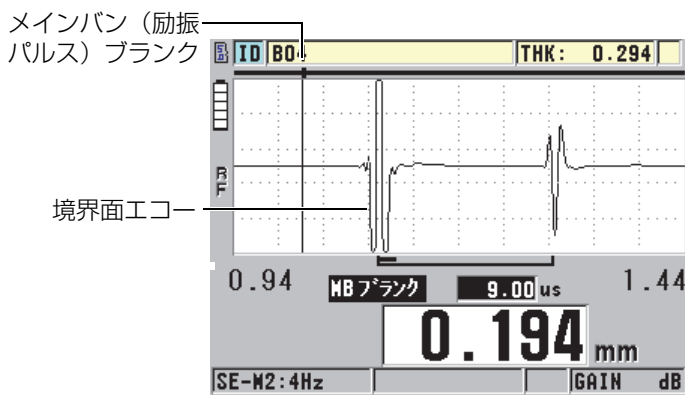 メインバン（励振
パルス）ブランク
ID BO4 THK: 0.294
RF
境界面エコー
0.94 1.44
MBブランク 9.00 us
0.194 mm
SE-M2:4Hz GAIN dB